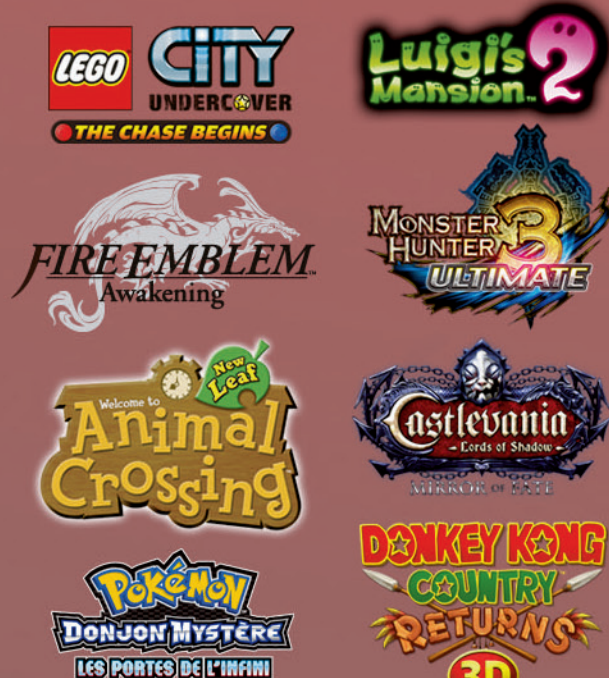 LEGO CITY
UNDERCOVER
THE CHASE BEGINS
Luigi's
Mansion 2
FIRE EMBLEM
Awakening
MONSTER
HUNTER 3
ULTIMATE
New
Leaf
Welcome to
Animal
Crossing
Castlevania
- Lords of Shadow -
MIRROR OF FATE
POKéMON
DONJON MYSTÈRE
LES PORTES DE L'INFINI
DONKEY KONG
COUNTRY
RETURNS
3D